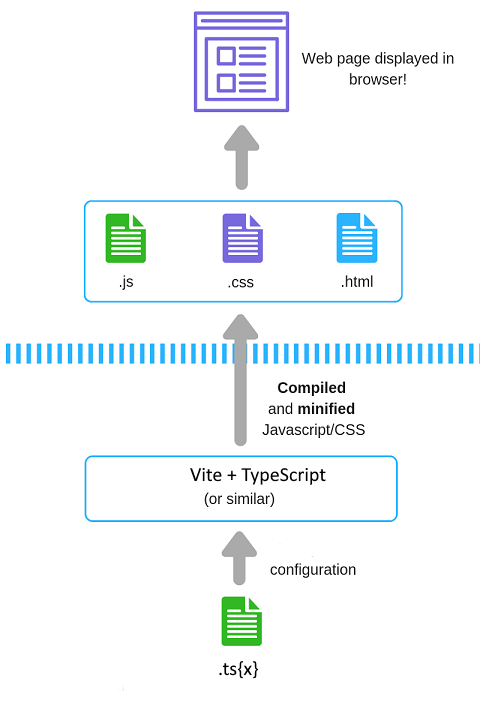 Web page displayed in
browser!
.js
.css
.html
Compiled
and minified
Javascript/CSS
Vite + TypeScript
(or similar)
configuration
.ts{x}